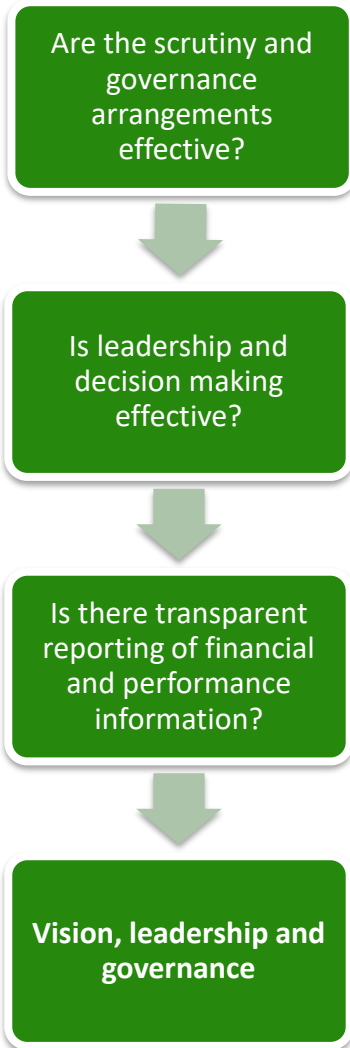 Are the scrutiny and
governance
arrangements
effective?
Is leadership and
decision making
effective?
Is there transparent
reporting of financial
and performance
information?
Vision, leadership and
governance